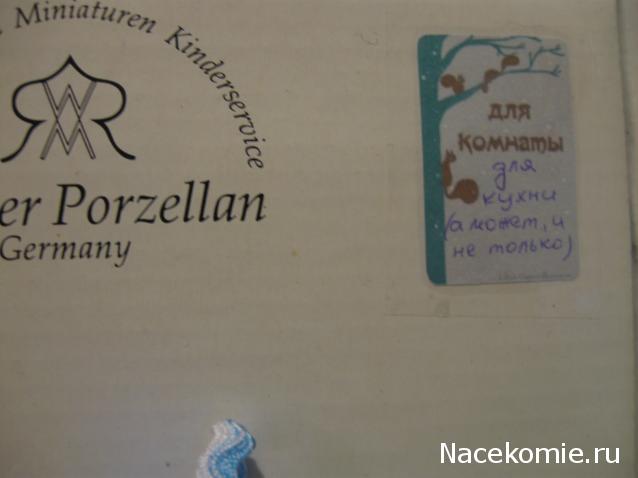 Miniaturen Kinderservice
er Porzellan
Germany
для
комнаты
для
кухни
(а может, и
не только)
Nacekomie.ru